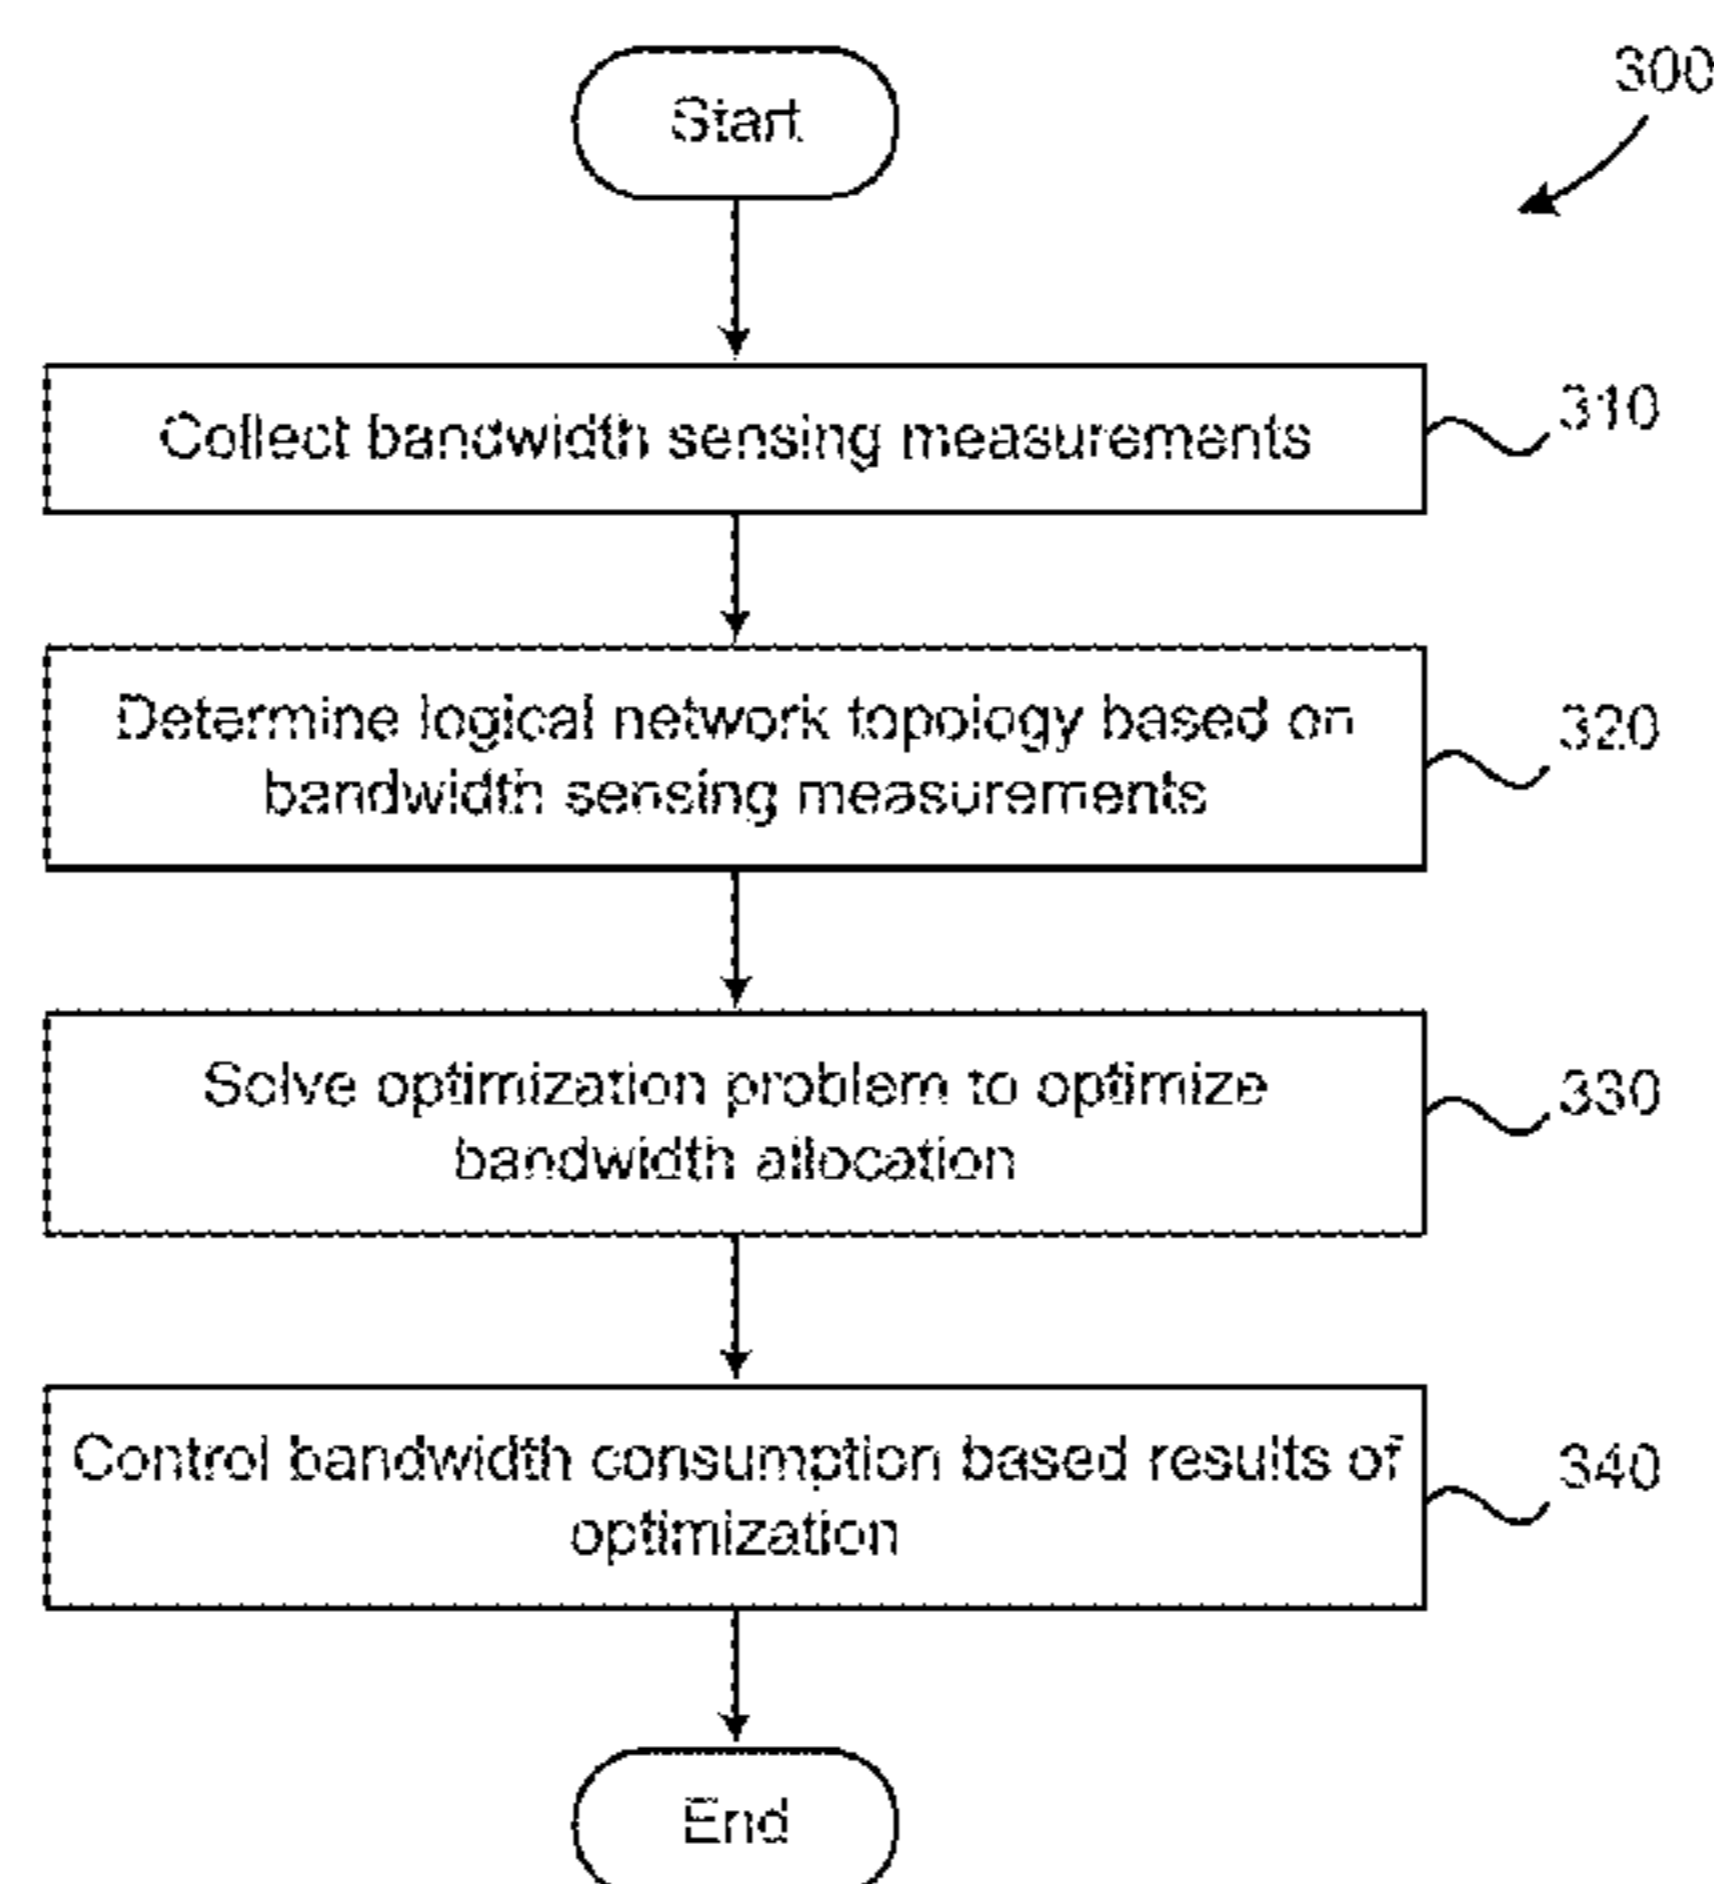 300
Start
Collect bandwidth sensing measurements
310
Determine logical network topology based on
bandwidth sensing measurements
320
Solve optimization problem to optimize
bandwidth allocation
330
Control bandwidth consumption based results of
optimization
340
End